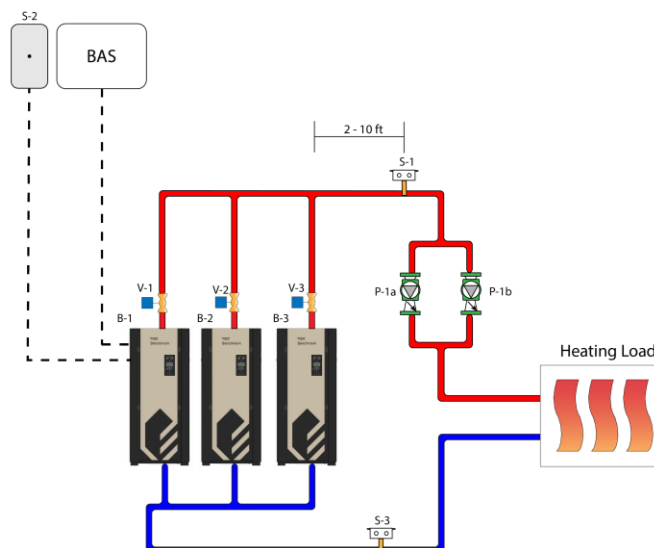 S-2
BAS
2 - 10 ft
S-1
V-1
V-2
V-3
P-1a
P-1b
B-1
B-2
B-3
Heating Load
S-3